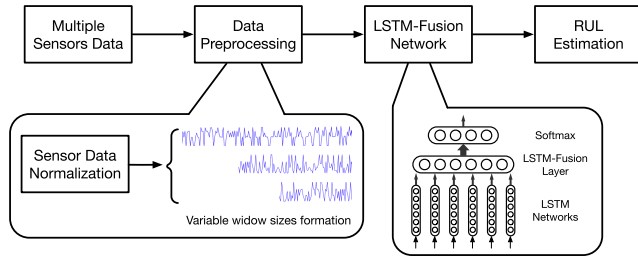 Multiple
Sensors Data
Data
Preprocessing
LSTM-Fusion
Network
RUL
Estimation
Sensor Data
Normalization
Variable widow sizes formation
Softmax
LSTM-Fusion
Layer
LSTM
Networks